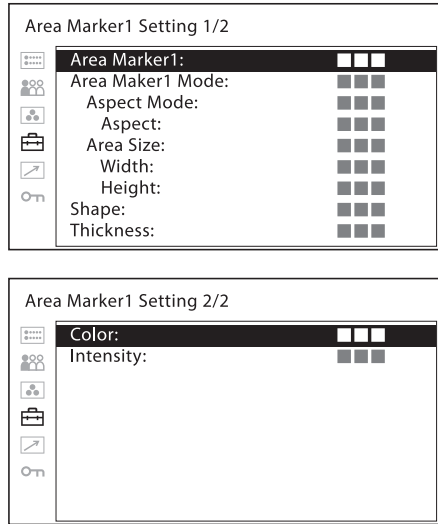 Area Marker1 Setting 1/2
Area Marker1:
Area Maker1 Mode:
Aspect Mode:
Aspect:
Area Size:
Width:
Height:
Shape:
Thickness:
Area Marker1 Setting 2/2
Color:
Intensity: